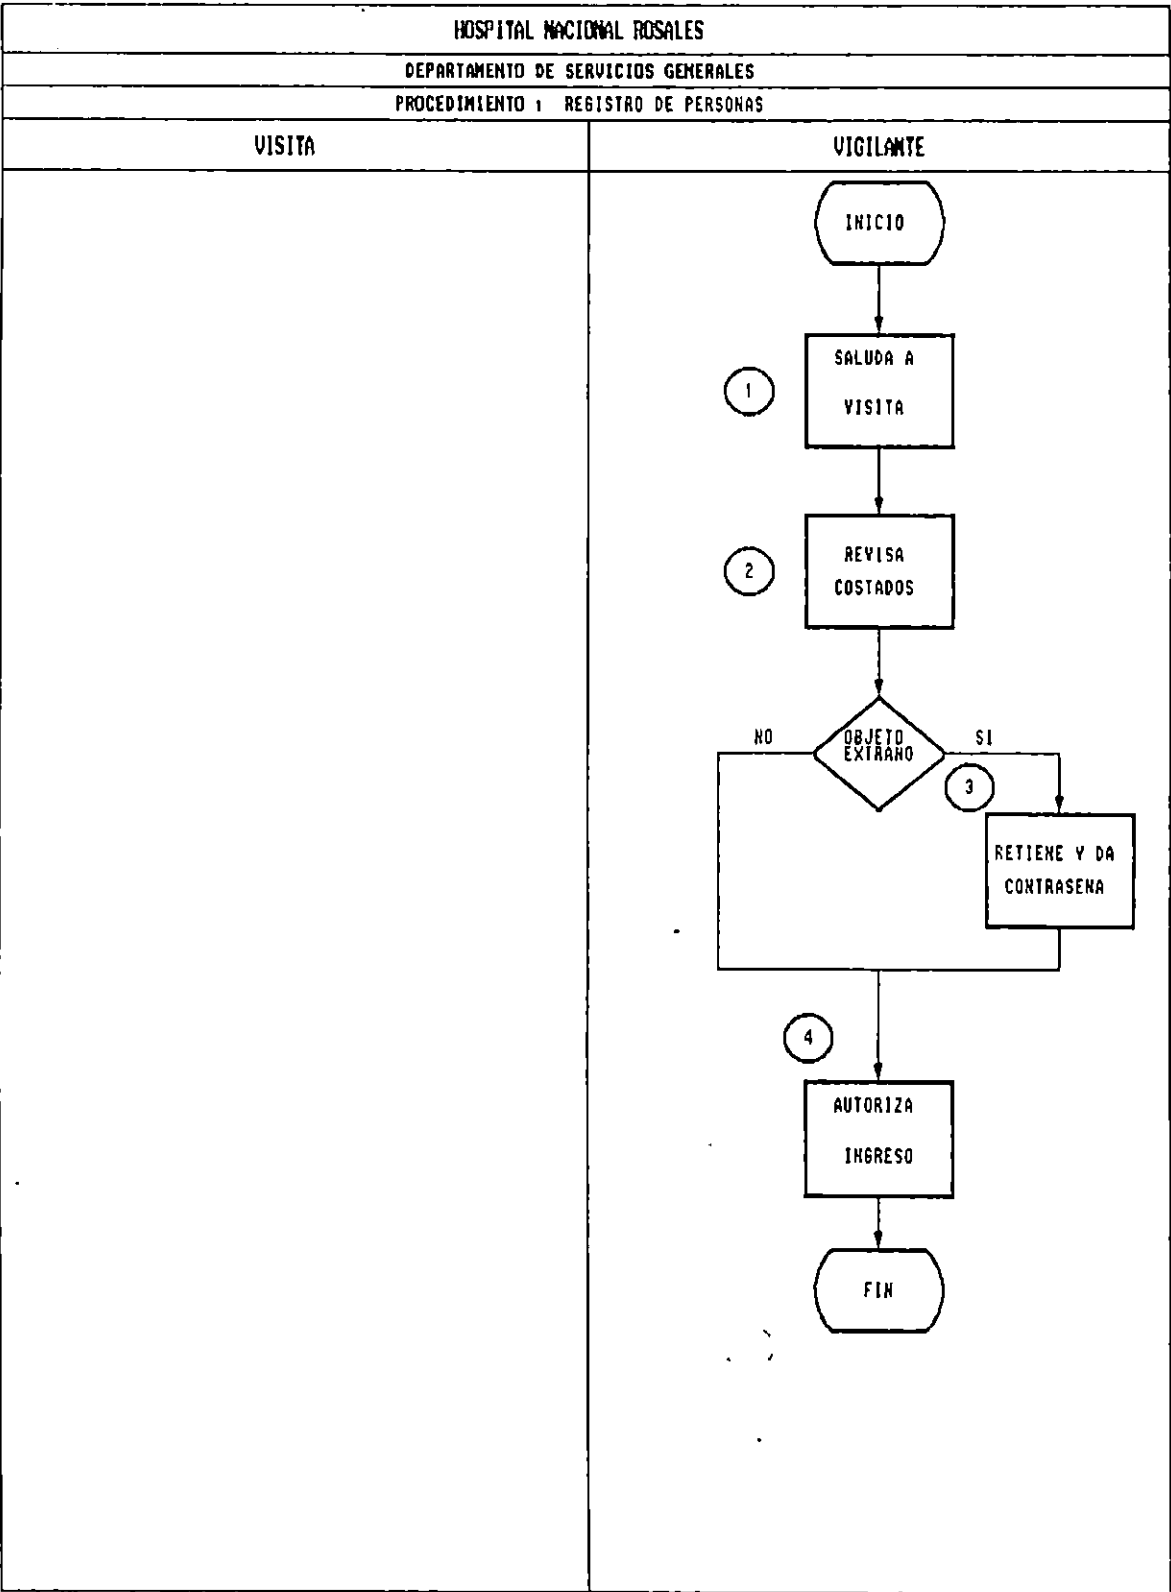 HOSPITAL NACIONAL ROSALES
DEPARTAMENTO DE SERVICIOS GENERALES
PROCEDIMIENTO : REGISTRO DE PERSONAS
VISITA
VIGILANTE
INICIO
1
SALUDA A
VISITA
2
REVISA
COSTADOS
NO
OBJETO
EXTRANO
SI
3
RETIENE Y DA
CONTRASENA
4
AUTORIZA
INGRESO
FIN